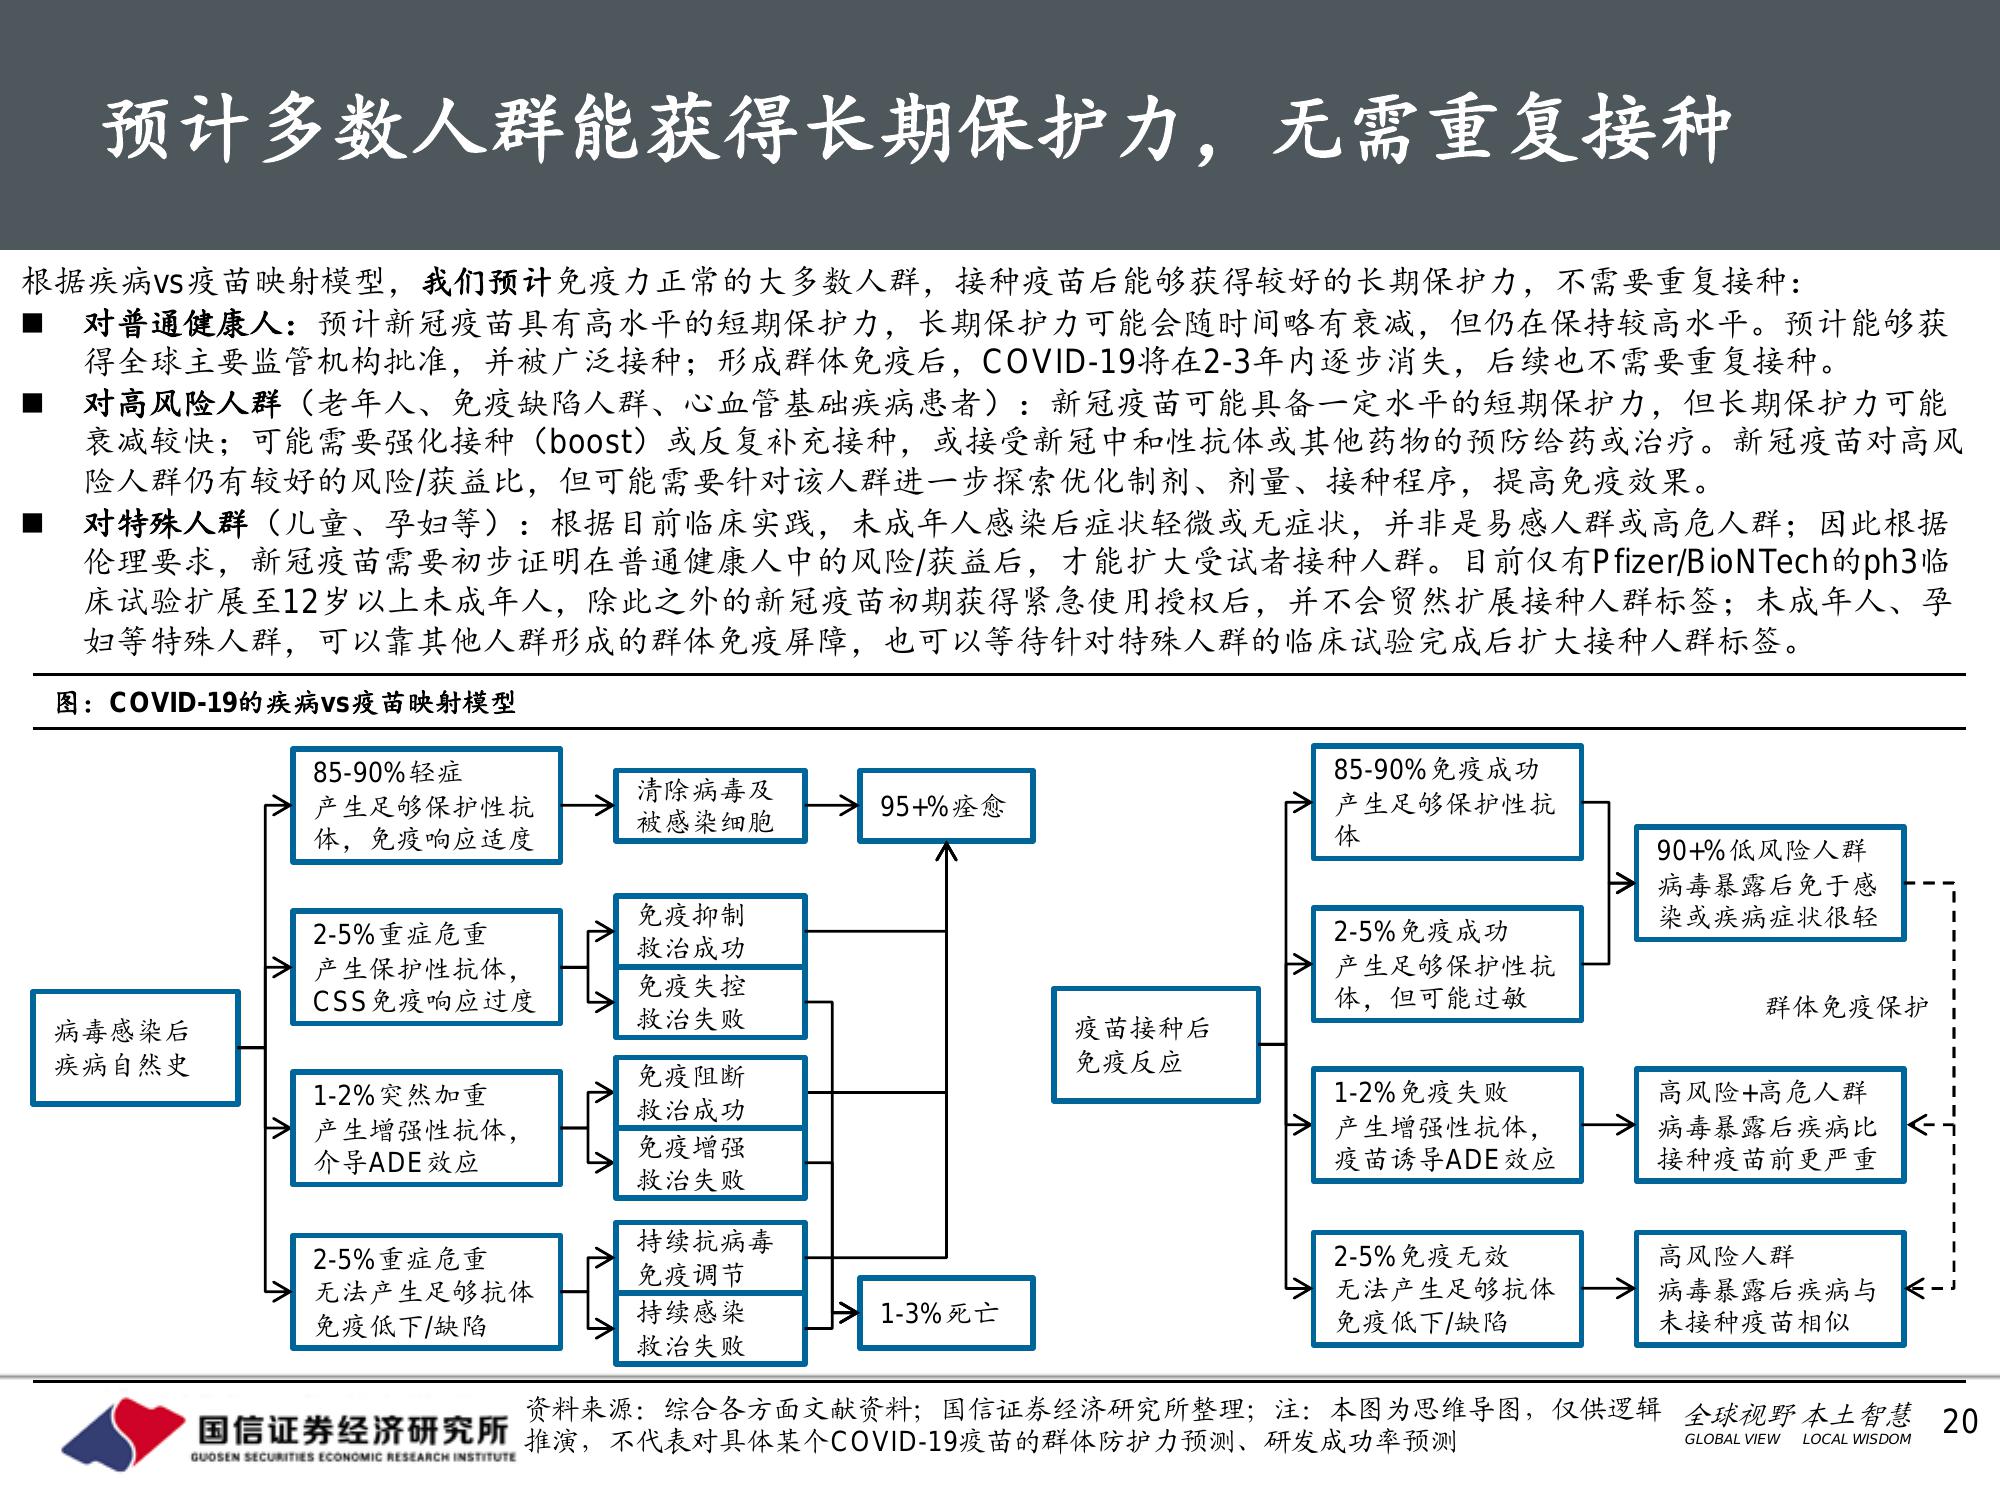 预计多数人群能获得长期保护力，无需重复接种
根据疾病vs疫苗映射模型，我们预计免疫力正常的大多数人群，接种疫苗后能够获得较好的长期保护力，不需要重复接种：
■ 对普通健康人：预计新冠疫苗具有高水平的短期保护力，长期保护力可能会随时间略有衰减，但仍在保持较高水平。预计能够获
得全球主要监管机构批准，并被广泛接种；形成群体免疫后，COVID-19将在2-3年内逐步消失，后续也不需要重复接种。
■ 对高风险人群（老年人、免疫缺陷人群、心血管基础疾病患者）：新冠疫苗可能具备一定水平的短期保护力，但长期保护力可能
衰减较快；可能需要强化接种（boost）或反复补充接种，或接受新冠中和性抗体或其他药物的预防给药或治疗。新冠疫苗对高风
险人群仍有较好的风险/获益比，但可能需要针对该人群进一步探索优化制剂、剂量、接种程序，提高免疫效果。
■ 对特殊人群（儿童、孕妇等）：根据目前临床实践，未成年人感染后症状轻微或无症状，并非是易感人群或高危人群；因此根据
伦理要求，新冠疫苗需要初步证明在普通健康人中的风险/获益后，才能扩大受试者接种人群。目前仅有Pfizer/BioNTech的ph3临
床试验扩展至12岁以上未成年人，除此之外的新冠疫苗初期获得紧急使用授权后，并不会贸然扩展接种人群标签；未成年人、孕
妇等特殊人群，可以靠其他人群形成的群体免疫屏障，也可以等待针对特殊人群的临床试验完成后扩大接种人群标签。
图：COVID-19的疾病vs疫苗映射模型
病毒感染后
疾病自然史
85-90%轻症
产生足够保护性抗
体，免疫响应适度
2-5%重症危重
产生保护性抗体，
CSS免疫响应过度
1-2%突然加重
产生增强性抗体，
介导ADE效应
2-5%重症危重
无法产生足够抗体
免疫低下/缺陷
清除病毒及
被感染细胞
免疫抑制
救治成功
免疫失控
救治失败
免疫阻断
救治成功
免疫增强
救治失败
持续抗病毒
免疫调节
持续感染
救治失败
95+%痊愈
1-3%死亡
疫苗接种后
免疫反应
85-90%免疫成功
产生足够保护性抗
体
2-5%免疫成功
产生足够保护性抗
体，但可能过敏
1-2%免疫失败
产生增强性抗体，
疫苗诱导ADE效应
2-5%免疫无效
无法产生足够抗体
免疫低下/缺陷
90+%低风险人群
病毒暴露后免于感
染或疾病症状很轻
群体免疫保护
高风险+高危人群
病毒暴露后疾病比
接种疫苗前更严重
高风险人群
病毒暴露后疾病与
未接种疫苗相似
国信证券经济研究所
GUOSEN SECURITIES ECONOMIC RESEARCH INSTITUTE
资料来源：综合各方面文献资料；国信证券经济研究所整理；注：本图为思维导图，仅供逻辑
推演，不代表对具体某个COVID-19疫苗的群体防护力预测、研发成功率预测
全球视野 本土智慧
GLOBAL VIEW LOCAL WISDOM
20